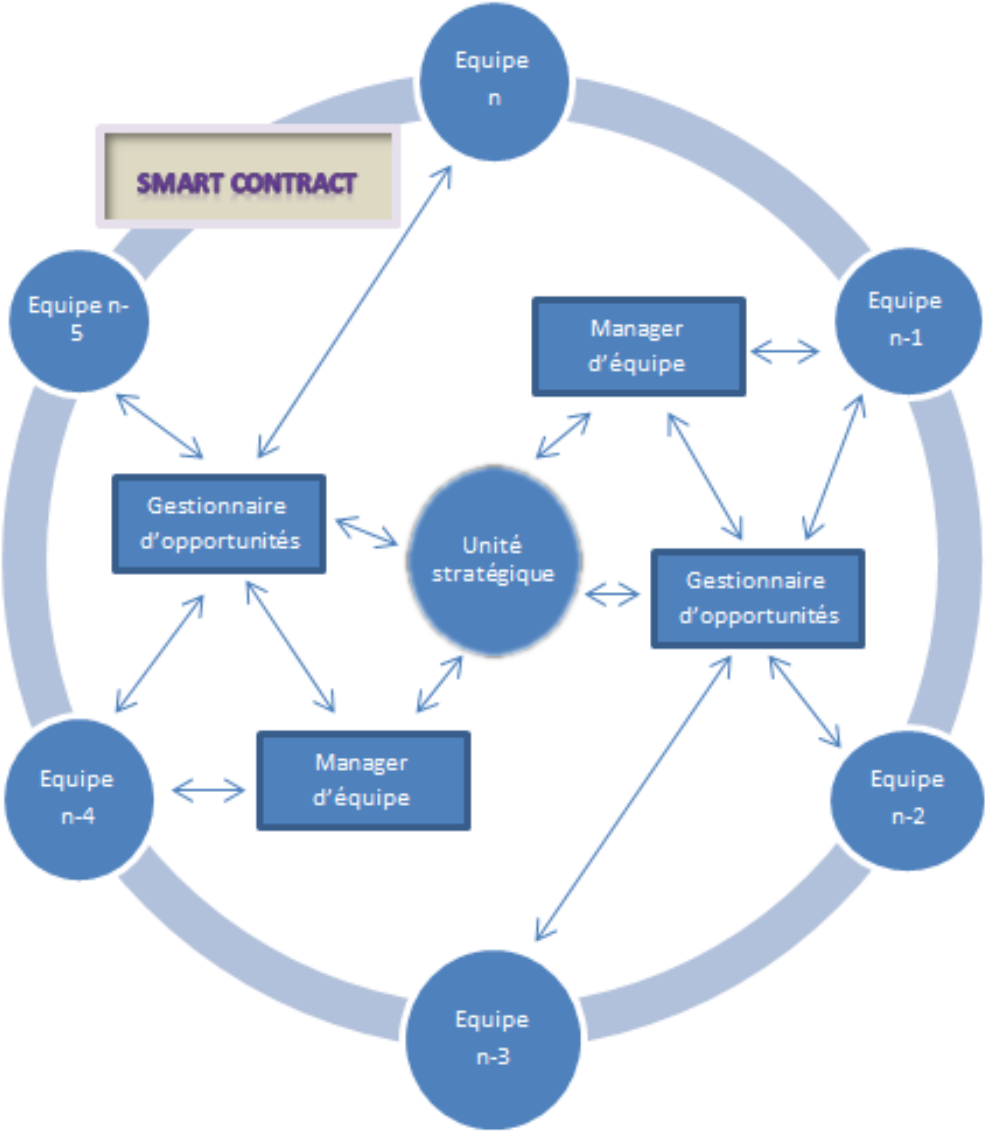 Equipe
n
SMART CONTRACT
Equipe n-
5
Equipe
n-1
Manager
d’équipe
Gestionnaire
d’opportunités
Unité
stratégique
Gestionnaire
d’opportunités
Manager
d’équipe
Equipe
n-4
Equipe
n-2
Equipe
n-3